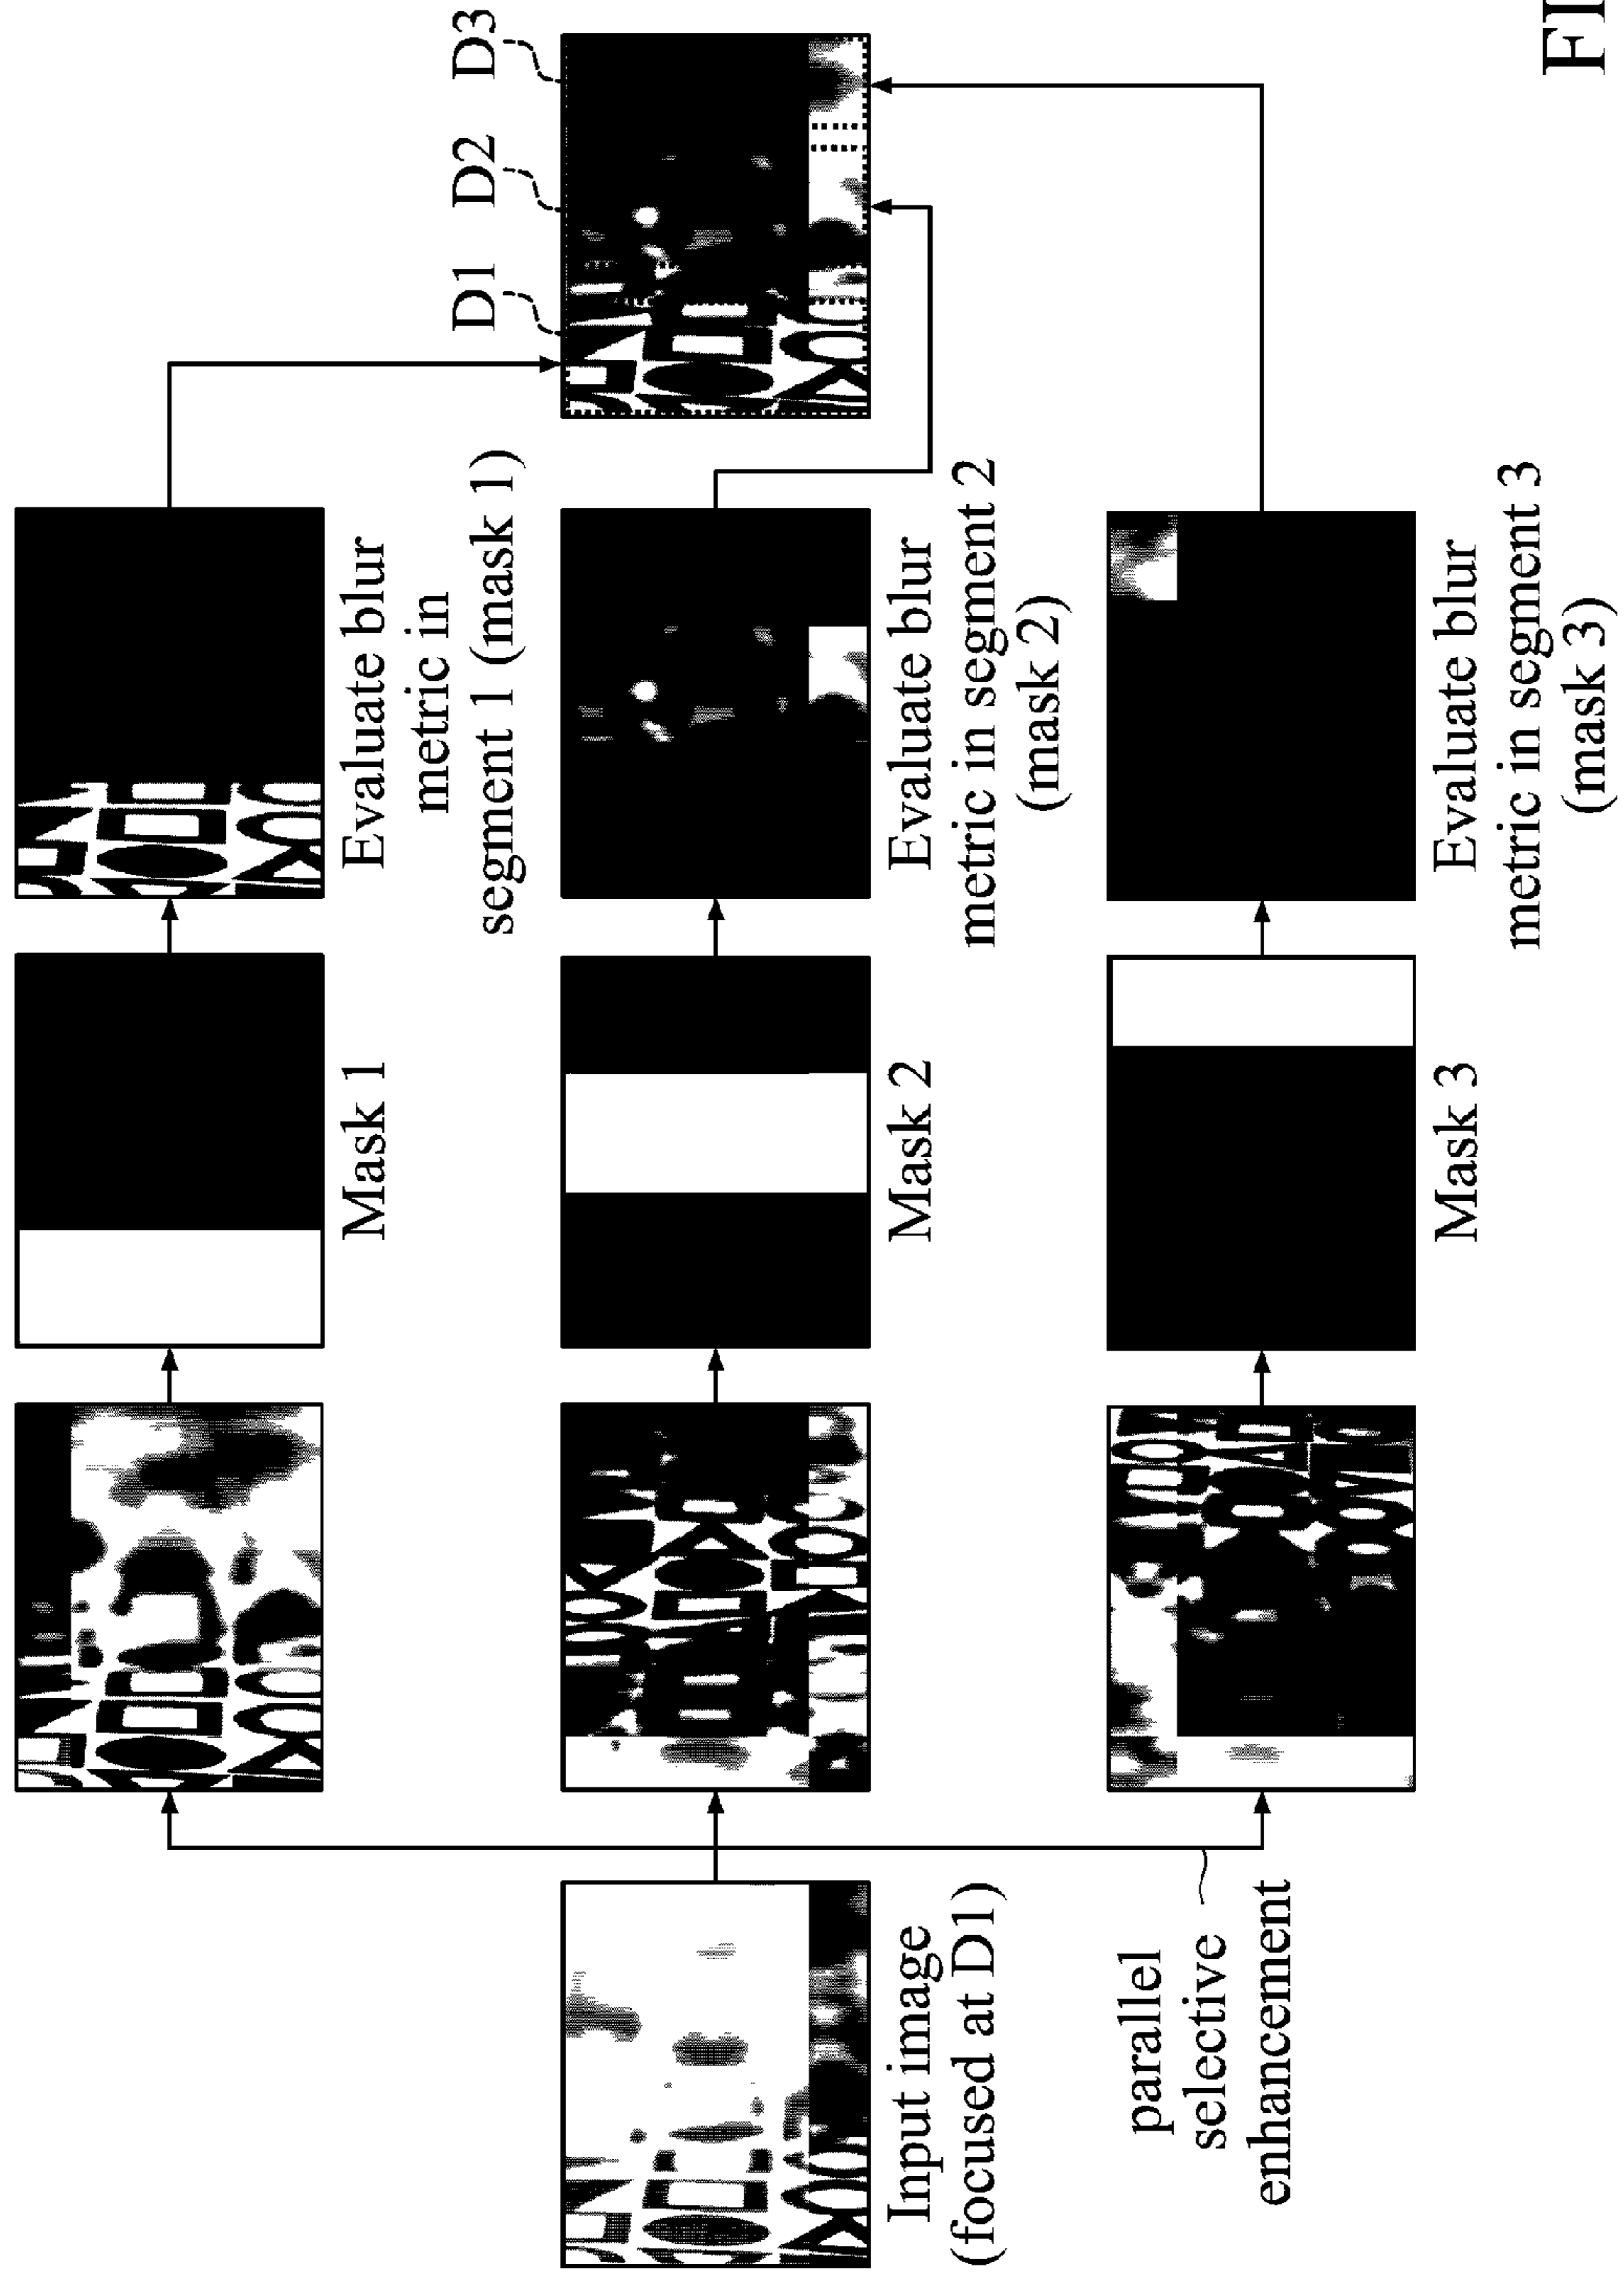 Mask 1
Evaluate blur
metric in
segment 1 (mask 1)
D1
D2
D3
Input image
(focused at D1)
Mask 2
Evaluate blur
metric in segment 2
(mask 2)
parallel
selective
enhancement
Mask 3
Evaluate blur
metric in segment 3
(mask 3)
FI